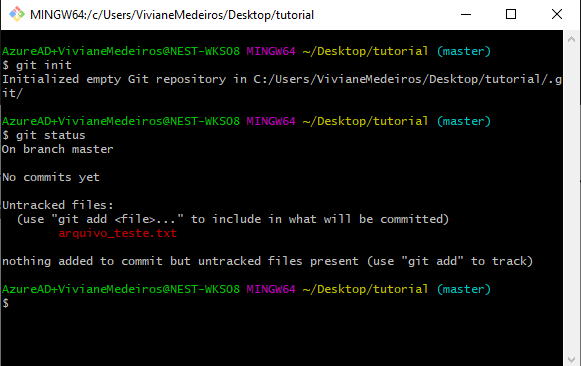 MINGW64:/c/Users/VivianeMedeiros/Desktop/tutorial
AzureAD+VivianeMedeiros@NEST-WKS08 MINGW64 ~/Desktop/tutorial (master)
$ git init
Initialized empty Git repository in C:/Users/VivianeMedeiros/Desktop/tutorial/.g
it/
AzureAD+VivianeMedeiros@NEST-WKS08 MINGW64 ~/Desktop/tutorial (master)
$ git status
On branch master
No commits yet
Untracked files:
(use "git add <file>..." to include in what will be committed)
arquivo_teste.txt
nothing added to commit but untracked files present (use "git add" to track)
AzureAD+VivianeMedeiros@NEST-WKS08 MINGW64 ~/Desktop/tutorial (master)
$